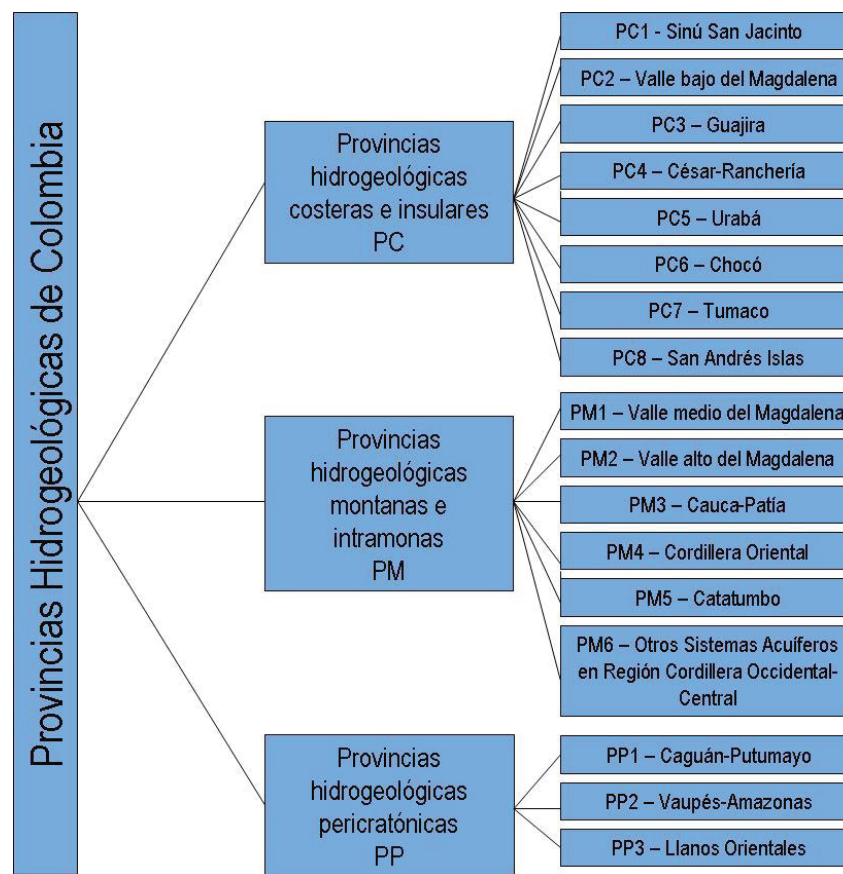 Provincias Hidrogeológicas de Colombia
Provincias
hidrogeológicas
costeras e insulares
PC
PC1 - Sinú San Jacinto
PC2 – Valle bajo del Magdalena
PC3 – Guajira
PC4 – César-Ranchería
PC5 – Urabá
PC6 – Chocó
PC7 – Tumaco
PC8 – San Andrés Islas
Provincias
hidrogeológicas
montanas e
intramonas
PM
PM1 – Valle medio del Magdalena
PM2 – Valle alto del Magdalena
PM3 – Cauca-Patía
PM4 – Cordillera Oriental
PM5 – Catatumbo
PM6 – Otros Sistemas Acuíferos
en Región Cordillera Occidental-
Central
Provincias
hidrogeológicas
pericratónicas
PP
PP1 – Caguán-Putumayo
PP2 – Vaupés-Amazonas
PP3 – Llanos Orientales